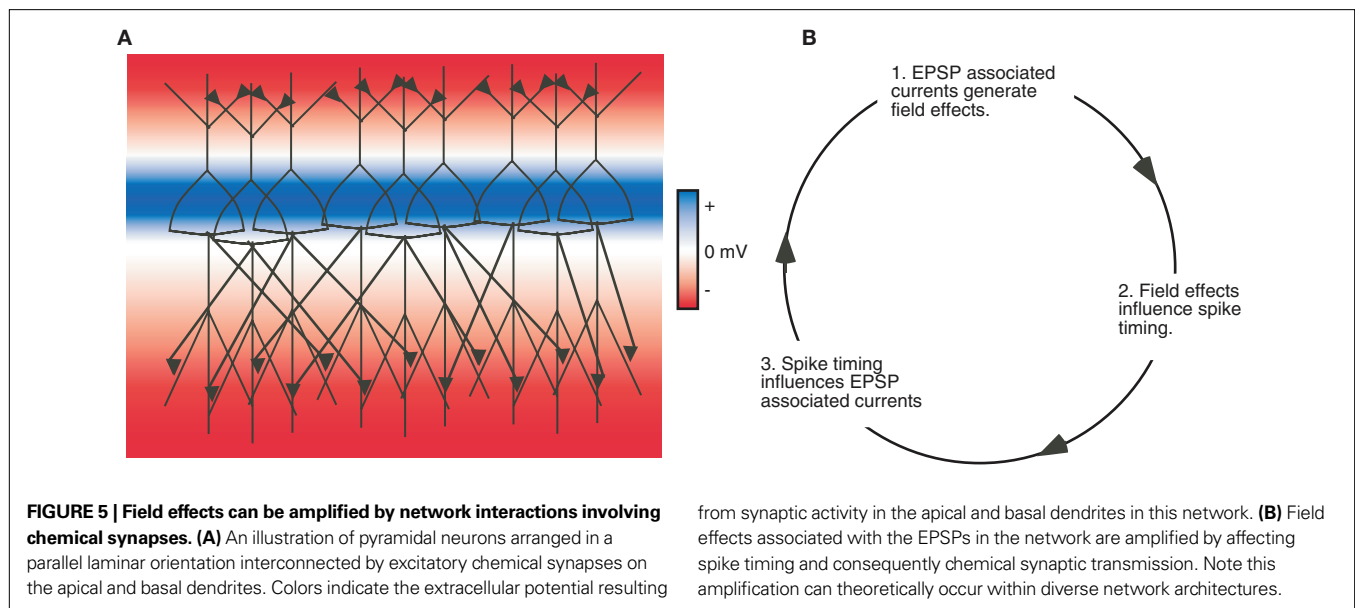 A
B
+
0 mV
-
1. EPSP associated
currents generate
field effects.
2. Field effects
influence spike
timing.
3. Spike timing
influences EPSP
associated currents
FIGURE 5 | Field effects can be amplified by network interactions involving
chemical synapses. (A) An illustration of pyramidal neurons arranged in a
parallel laminar orientation interconnected by excitatory chemical synapses on
the apical and basal dendrites. Colors indicate the extracellular potential resulting
from synaptic activity in the apical and basal dendrites in this network. (B) Field
effects associated with the EPSPs in the network are amplified by affecting
spike timing and consequently chemical synaptic transmission. Note this
amplification can theoretically occur within diverse network architectures.